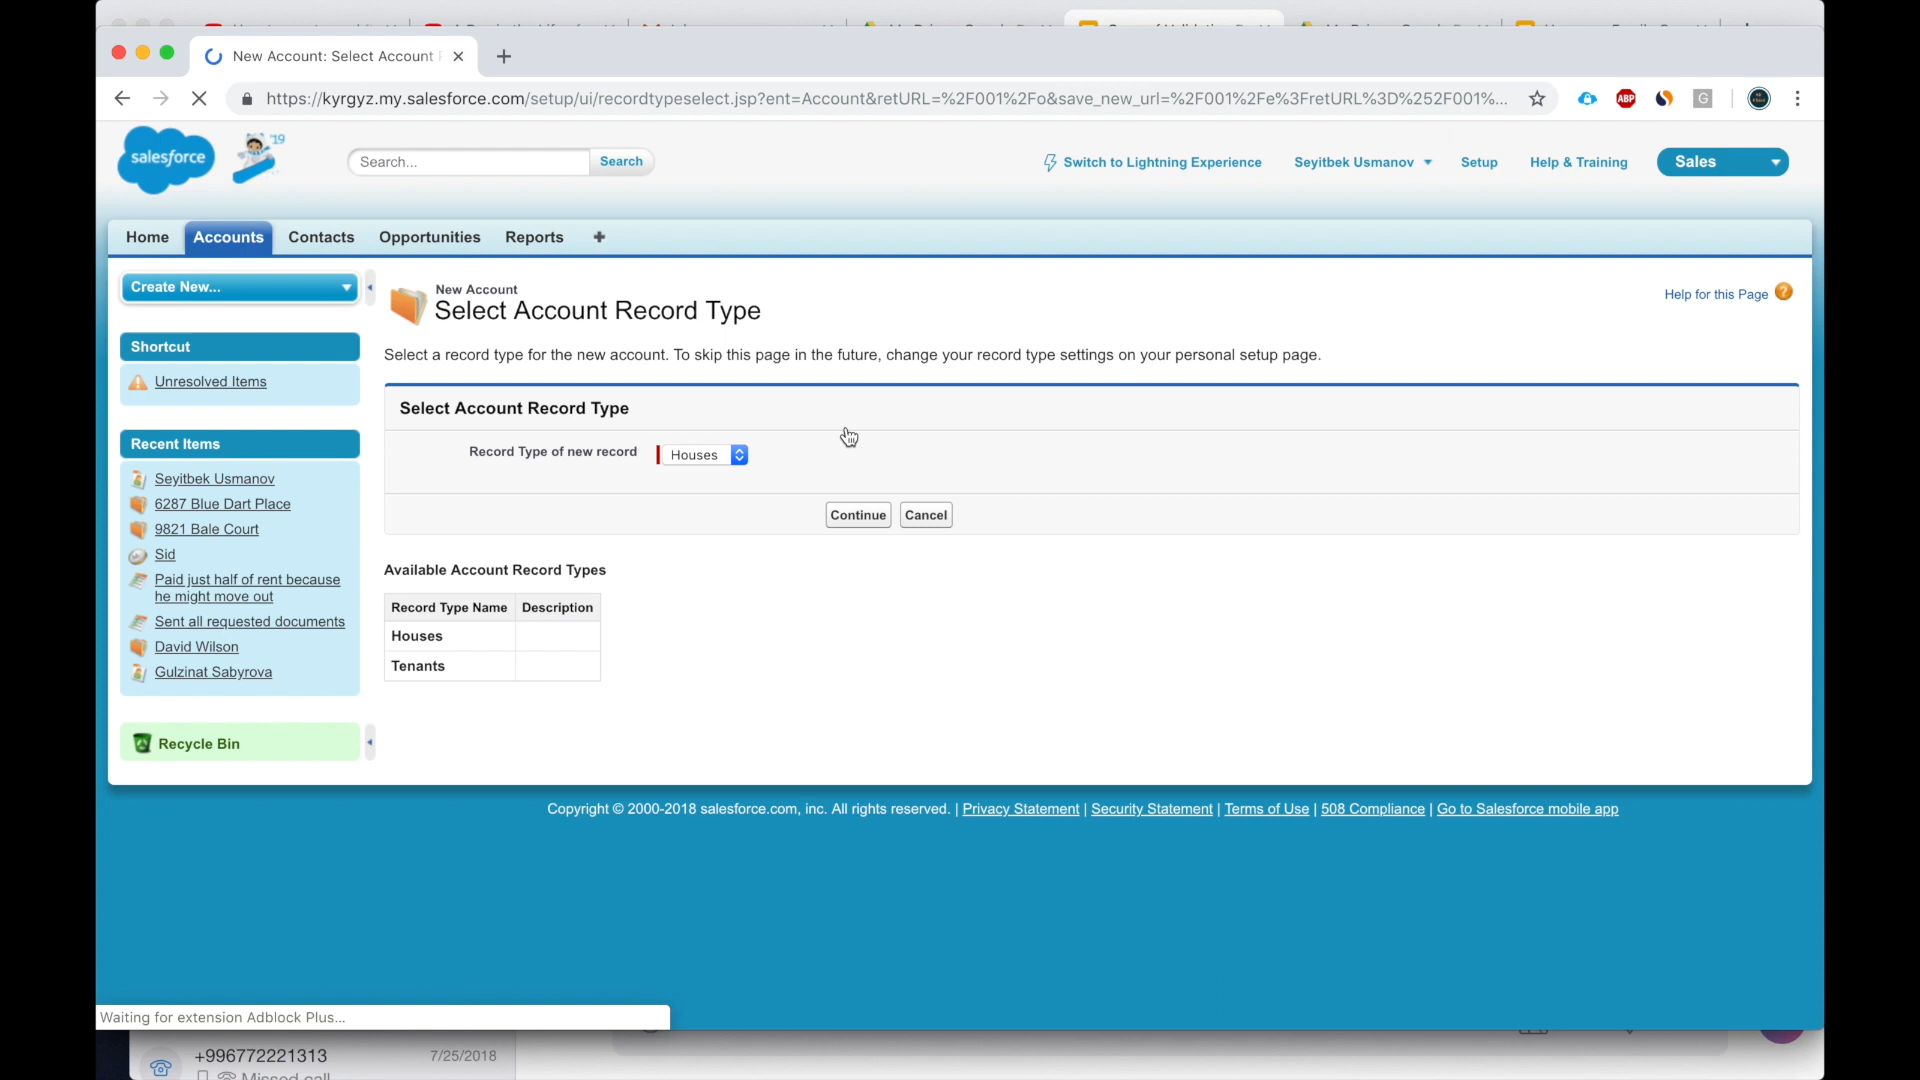 New Account: Select Account
https://kyrgyz.my.salesforce.com/setup/ui/recordtypeselect.jsp?ent=Account&retURL=%2F001%2Fo&save_new_url=%2F001%2Fe%3FretURL%3D%252F001%...
ABP
G
salesforce
'19
Search...
Search
Switch to Lightning Experience
Seyitbek Usmanov
Setup
Help & Training
Sales
Home
Accounts
Contacts
Opportunities
Reports
Create New...
New Account
Select Account Record Type
Help for this Page
Shortcut
Unresolved Items
Select a record type for the new account. To skip this page in the future, change your record type settings on your personal setup page.
Select Account Record Type
Record Type of new record
Houses
Continue
Cancel
Recent Items
Seyitbek Usmanov
6287 Blue Dart Place
9821 Bale Court
Sid
Paid just half of rent because
he might move out
Sent all requested documents
David Wilson
Gulzinat Sabyrova
Available Account Record Types
Record Type Name
Description
Houses
Tenants
Recycle Bin
Copyright © 2000-2018 salesforce.com, inc. All rights reserved. | Privacy Statement | Security Statement | Terms of Use | 508 Compliance | Go to Salesforce mobile app
Waiting for extension Adblock Plus...
+996772221313
7/25/2018
Missed call